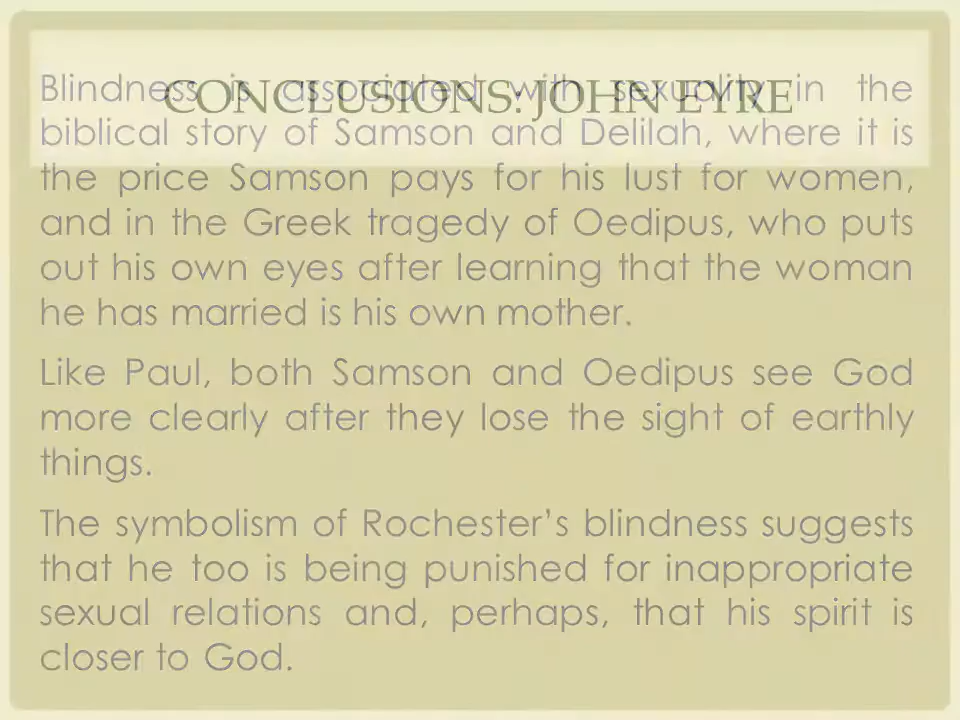 CONCLUSIONS: JOHN EYRE
Blindness is associated with sexuality in the
biblical story of Samson and Delilah, where it is
the price Samson pays for his lust for women,
and in the Greek tragedy of Oedipus, who puts
out his own eyes after learning that the woman
he has married is his own mother.
Like Paul, both Samson and Oedipus see God
more clearly after they lose the sight of earthly
things.
The symbolism of Rochester’s blindness suggests
that he too is being punished for inappropriate
sexual relations and, perhaps, that his spirit is
closer to God.